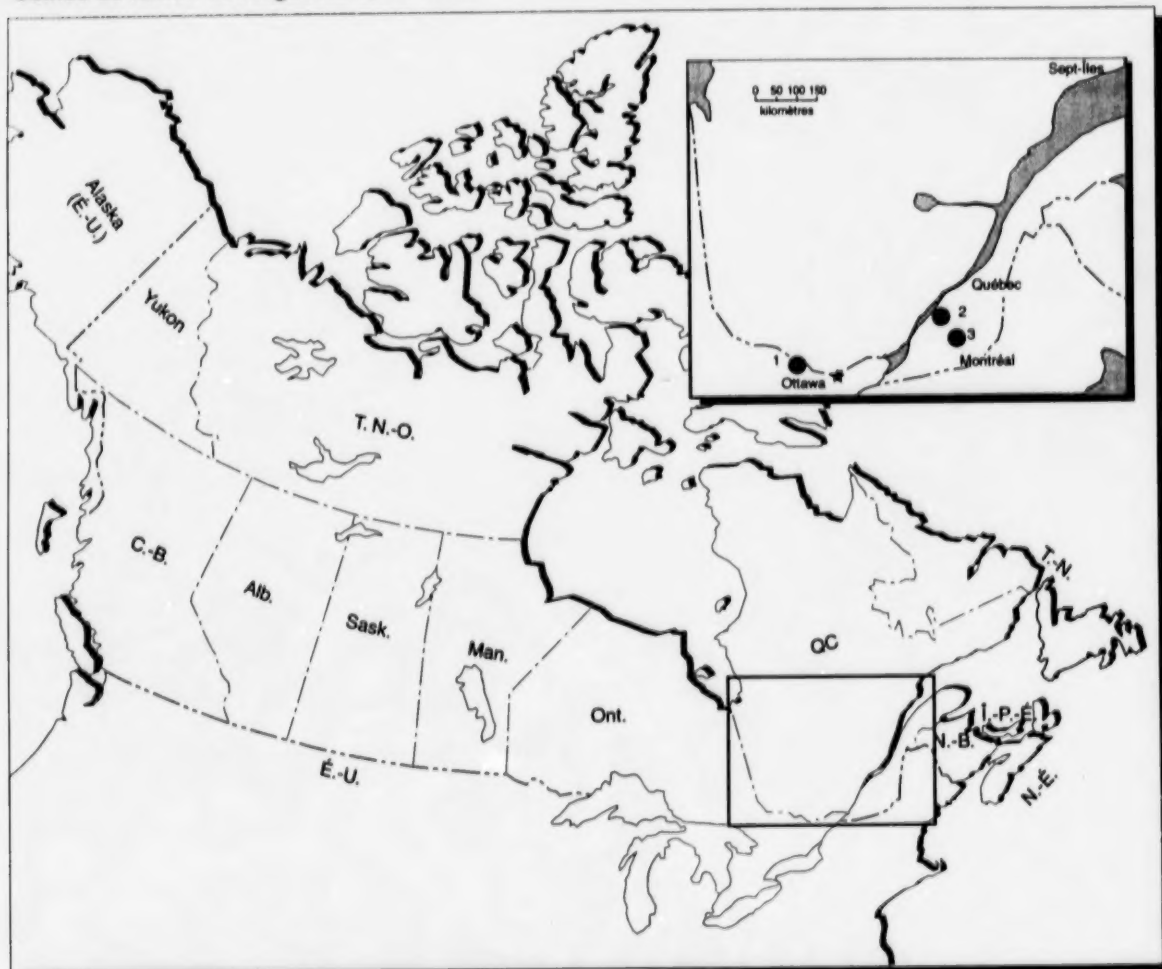 Sept-Îles
0 50 100 150
kilomètres
Québec
2
3
1
Montréal
Ottawa
Alaska
(É.-U.)
Yukon
T. N.-O.
C.-B.
Alb.
Sask.
Man.
Ont.
QC
T.-N.
Î.-P.-É.
N.-B.
N.-É.
É.-U.